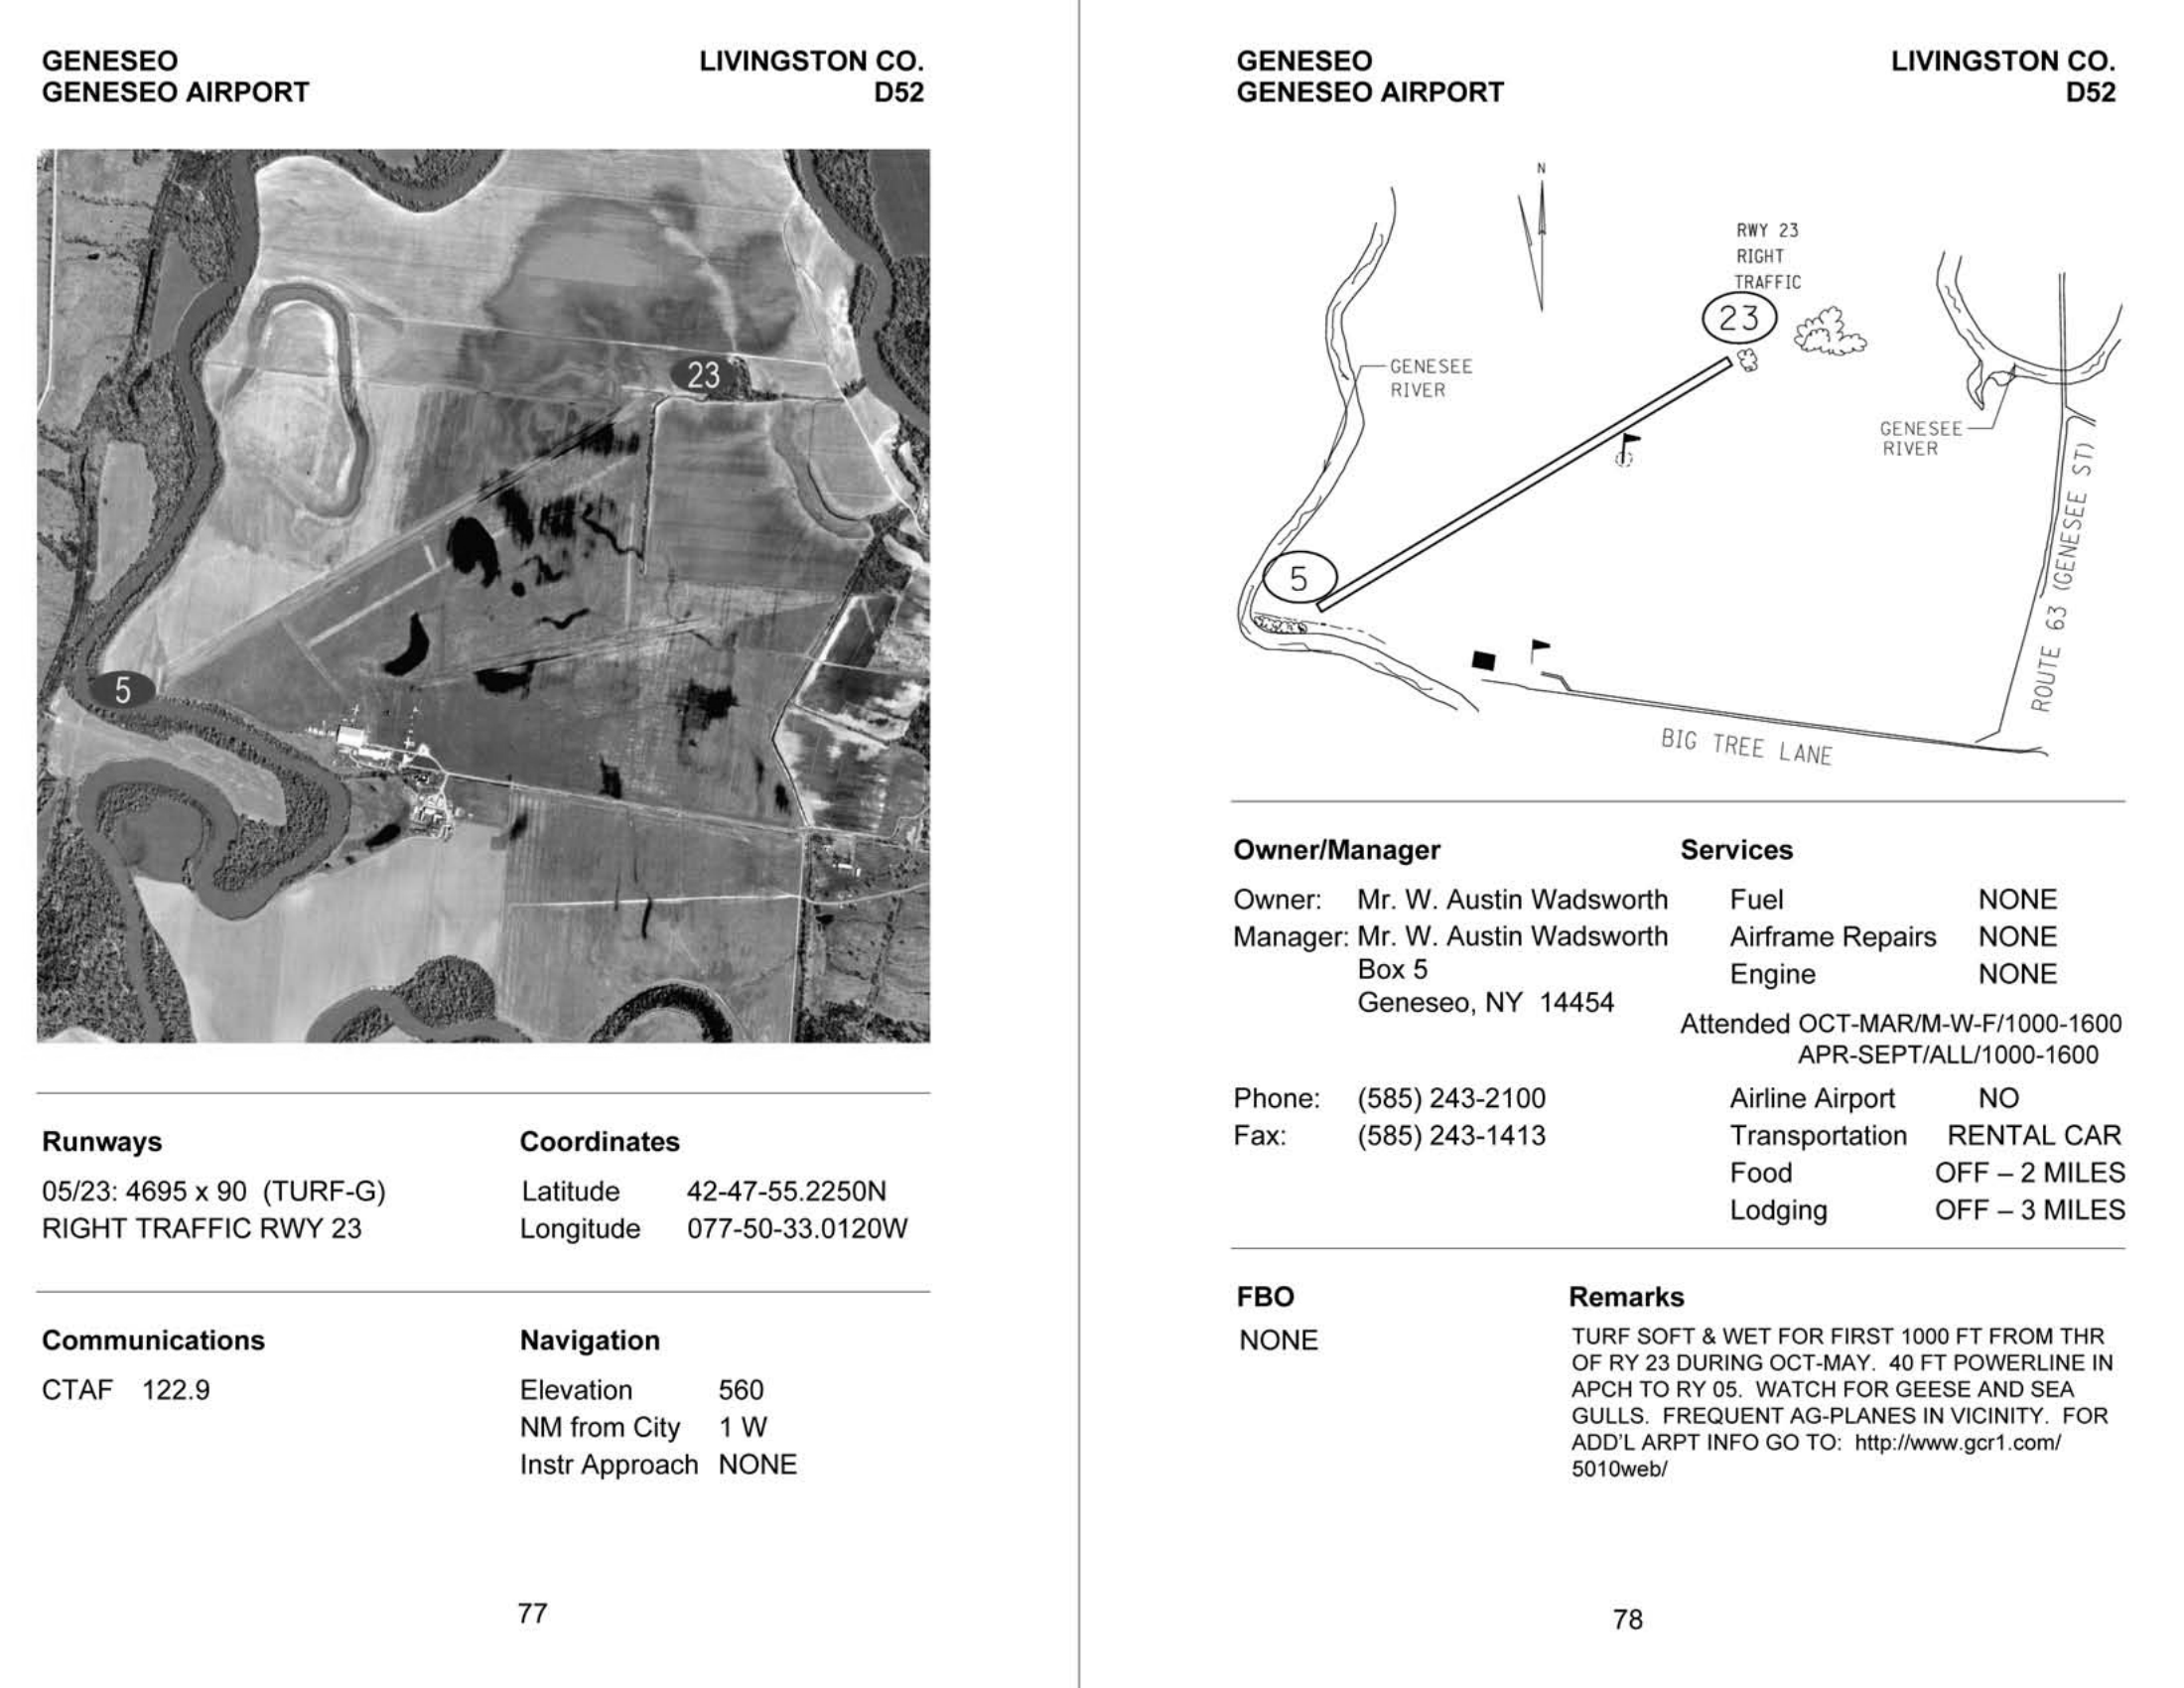 GENESEO LIVINGSTON CO.
GENESEO AIRPORT D52
23
5
Runways
05/23: 4695 x 90 (TURF-G)
RIGHT TRAFFIC RWY 23
Coordinates
Latitude 42-47-55.2250N
Longitude 077-50-33.0120W
Communications
CTAF 122.9
Navigation
Elevation 560
NM from City 1 W
Instr Approach NONE
77
GENESEO LIVINGSTON CO.
GENESEO AIRPORT D52
N
RWY 23
RIGHT
TRAFFIC
23
GENESEE
RIVER
GENESEE
RIVER
5
ROUTE 63 (GENESEE ST)
BIG TREE LANE
Owner/Manager
Owner: Mr. W. Austin Wadsworth
Manager: Mr. W. Austin Wadsworth
Box 5
Geneseo, NY 14454
Phone: (585) 243-2100
Fax: (585) 243-1413
Services
Fuel NONE
Airframe Repairs NONE
Engine NONE
Attended OCT-MAR/M-W-F/1000-1600
APR-SEPT/ALL/1000-1600
Airline Airport NO
Transportation RENTAL CAR
Food OFF – 2 MILES
Lodging OFF – 3 MILES
FBO
NONE
Remarks
TURF SOFT & WET FOR FIRST 1000 FT FROM THR
OF RY 23 DURING OCT-MAY. 40 FT POWERLINE IN
APCH TO RY 05. WATCH FOR GEESE AND SEA
GULLS. FREQUENT AG-PLANES IN VICINITY. FOR
ADD'L ARPT INFO GO TO: http://www.gcr1.com/
5010web/
78